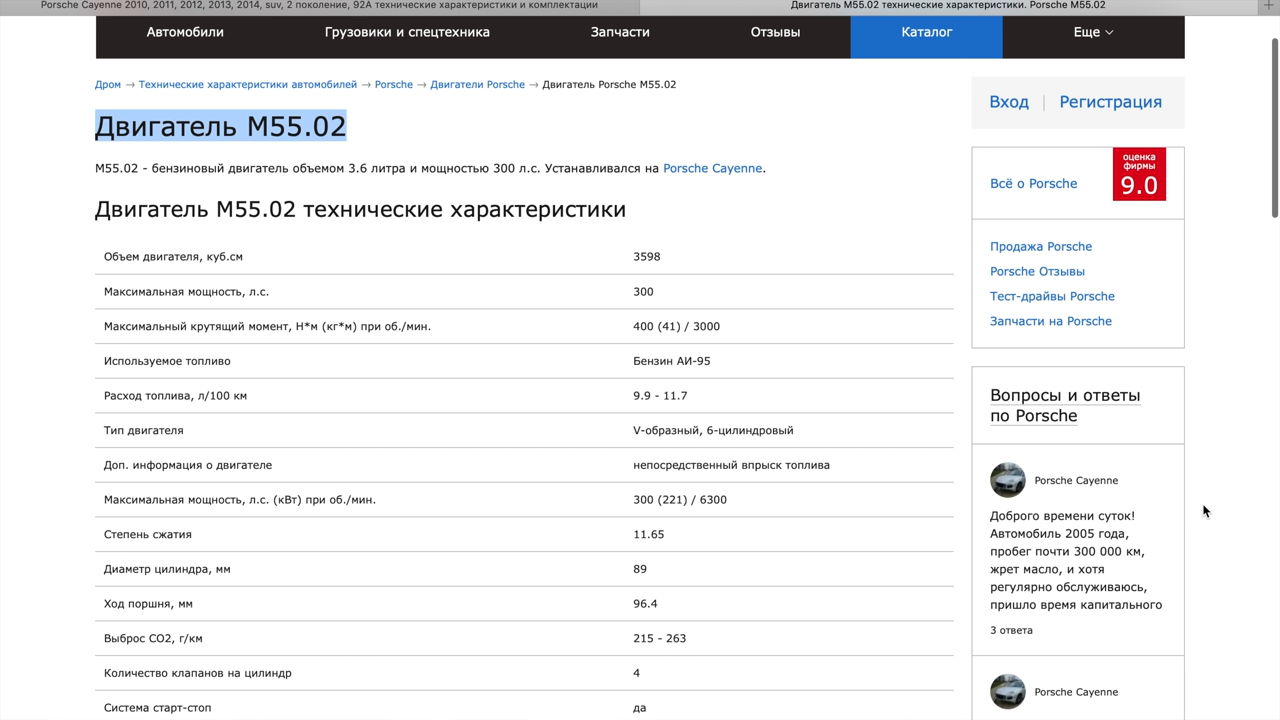 Porsche Cayenne 2010, 2011, 2012, 2013, 2014, suv, 2 поколение, 92A технические характеристики и комплектации
Двигатель M55.02 технические характеристики. Porsche M55.02
Автомобили
Грузовики и спецтехника
Запчасти
Отзывы
Каталог
Еще
Дром → Технические характеристики автомобилей → Porsche → Двигатели Porsche → Двигатель Porsche M55.02
Двигатель M55.02
M55.02 - бензиновый двигатель объемом 3.6 литра и мощностью 300 л.с. Устанавливался на Porsche Cayenne.
Двигатель M55.02 технические характеристики
Объем двигателя, куб.см 3598
Максимальная мощность, л.с. 300
Максимальный крутящий момент, Н*м (кг*м) при об./мин. 400 (41) / 3000
Используемое топливо Бензин АИ-95
Расход топлива, л/100 км 9.9 - 11.7
Тип двигателя V-образный, 6-цилиндровый
Доп. информация о двигателе непосредственный впрыск топлива
Максимальная мощность, л.с. (кВт) при об./мин. 300 (221) / 6300
Степень сжатия 11.65
Диаметр цилиндра, мм 89
Ход поршня, мм 96.4
Выброс CO2, г/км 215 - 263
Количество клапанов на цилиндр 4
Система старт-стоп да
Вход | Регистрация
Всё о Porsche
оценка
фирмы
9.0
Продажа Porsche
Porsche Отзывы
Тест-драйвы Porsche
Запчасти на Porsche
Вопросы и ответы
по Porsche
Porsche Cayenne
Доброго времени суток!
Автомобиль 2005 года,
пробег почти 300 000 км,
жрет масло, и хотя
регулярно обслуживаюсь,
пришло время капитального
3 ответа
Porsche Cayenne